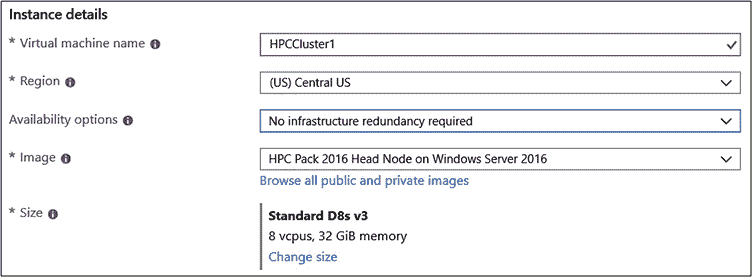 Instance details
* Virtual machine name
HPCCluster1
* Region
(US) Central US
Availability options
No infrastructure redundancy required
* Image
HPC Pack 2016 Head Node on Windows Server 2016
Browse all public and private images
* Size
Standard D8s v3
8 vcpus, 32 GiB memory
Change size